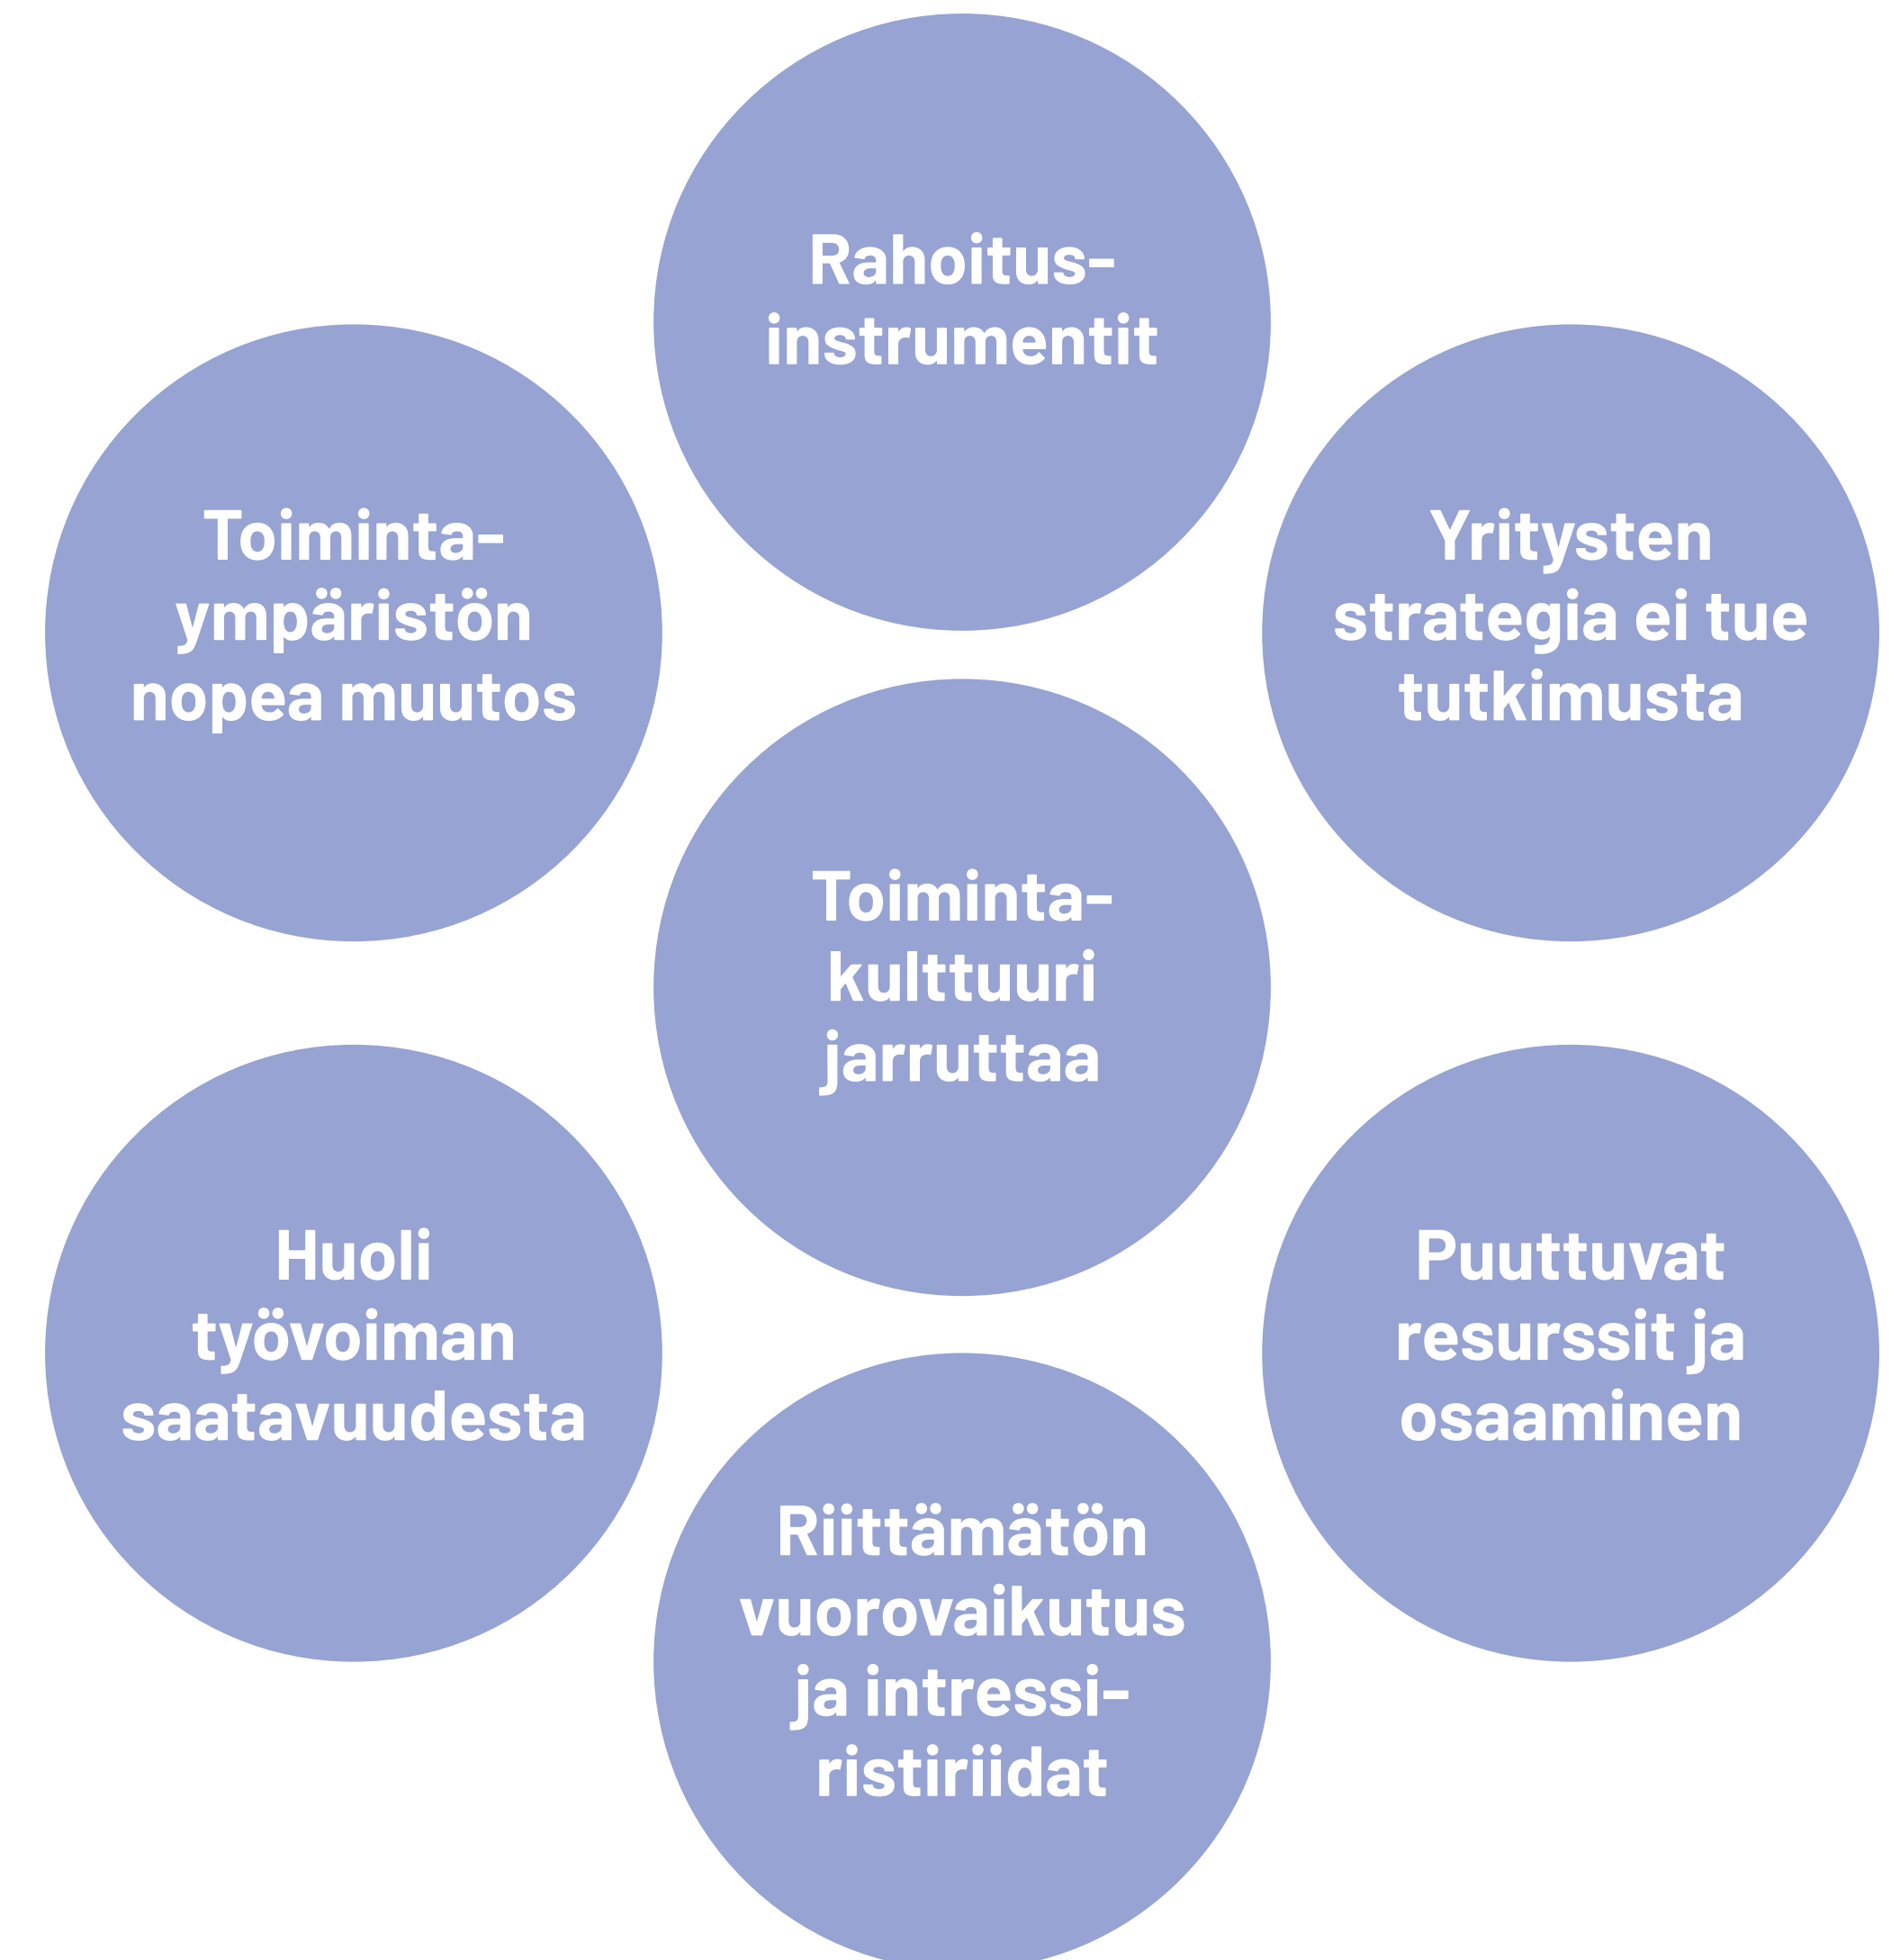 Rahoitus-
instrumentit
Toiminta-
ympäristön
nopea muutos
Yritysten
strategia ei tue
tutkimusta
Toiminta-
kulttuuri
jarruttaa
Huoli
työvoiman
saatavuudesta
Puuttuvat
resurssit ja
osaaminen
Riittämätön
vuorovaikutus
ja intressi-
ristiriidat